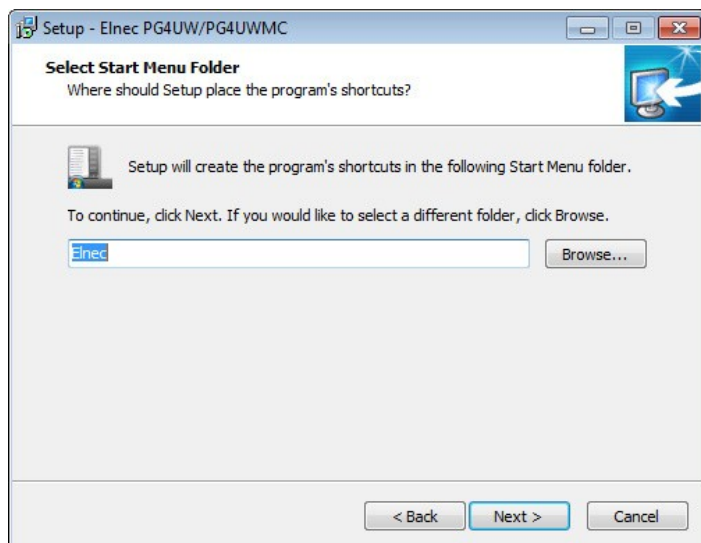 Setup - Elnec PG4UW/PG4UWMC
Select Start Menu Folder
Where should Setup place the program's shortcuts?
Setup will create the program's shortcuts in the following Start Menu folder.
To continue, click Next. If you would like to select a different folder, click Browse.
Elnec
Browse...
< Back
Next >
Cancel